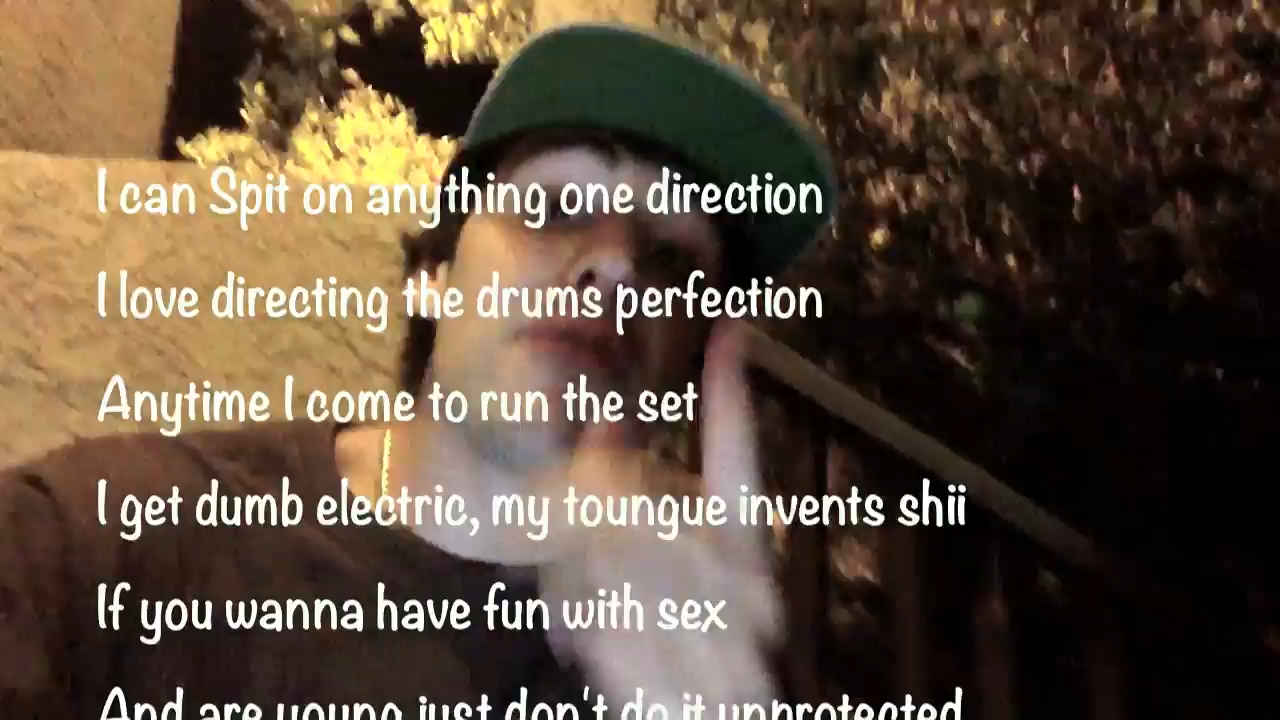 I can Spit on anything one direction
I love directing the drums perfection
Anytime I come to run the set
I get dumb electric, my toungue invents shii
If you wanna have fun with sex
And are young just don't do it unprotected